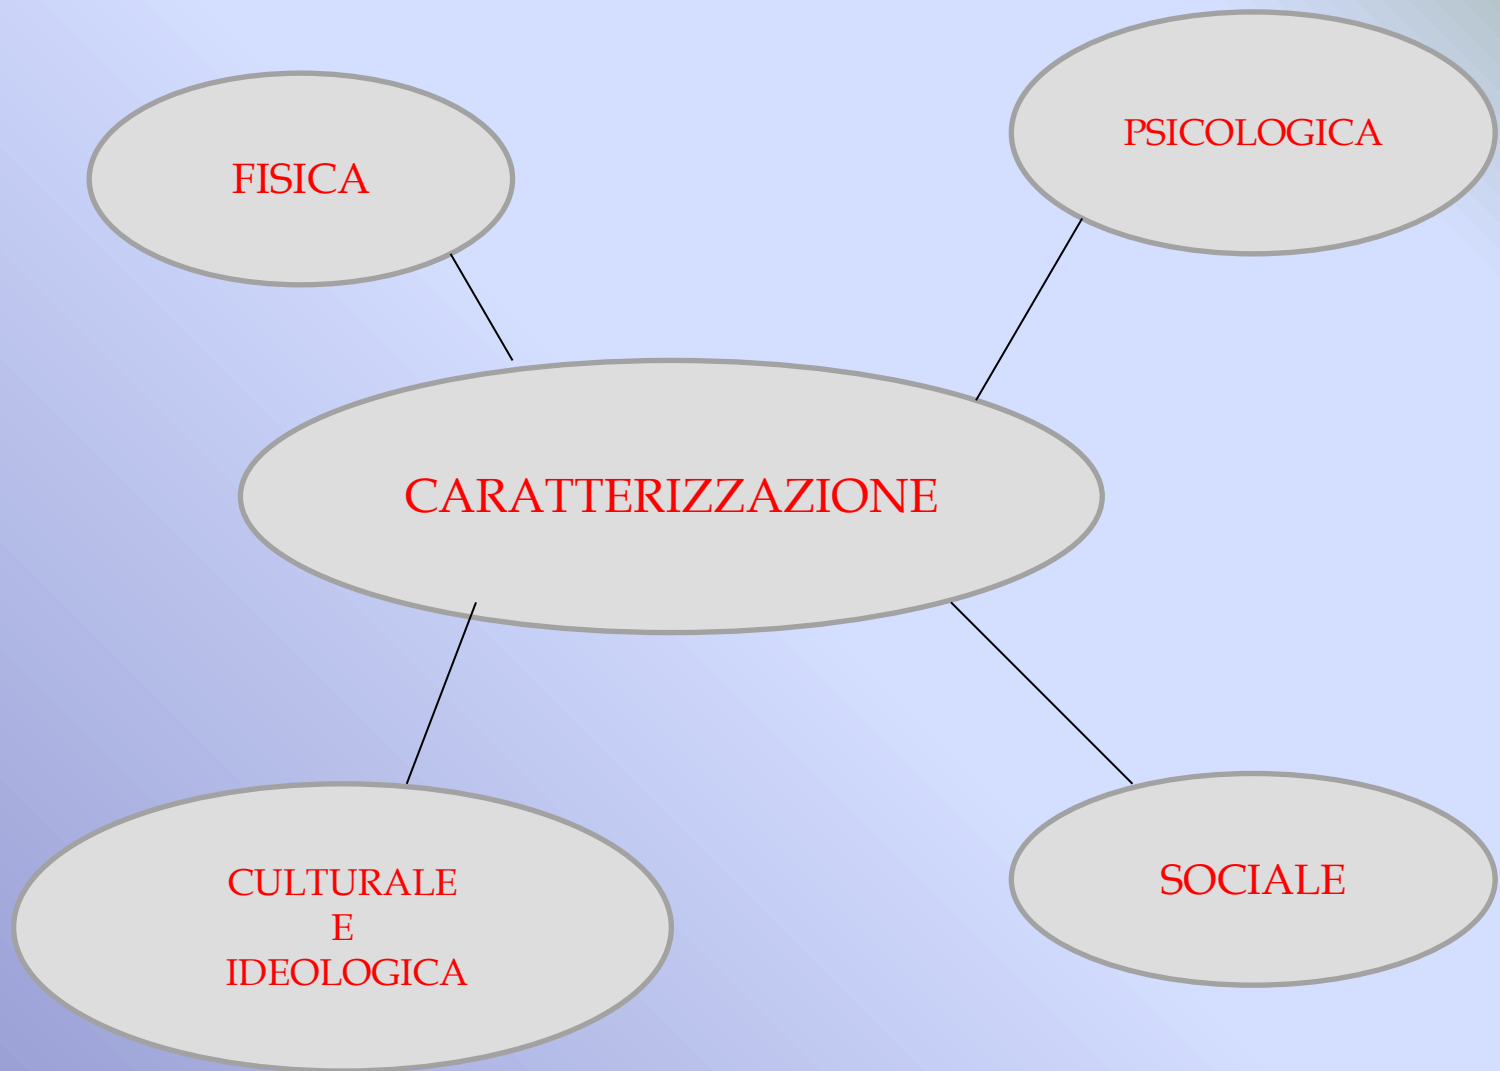 FISICA
PSICOLOGICA
CARATTERIZZAZIONE
CULTURALE
E
IDEOLOGICA
SOCIALE